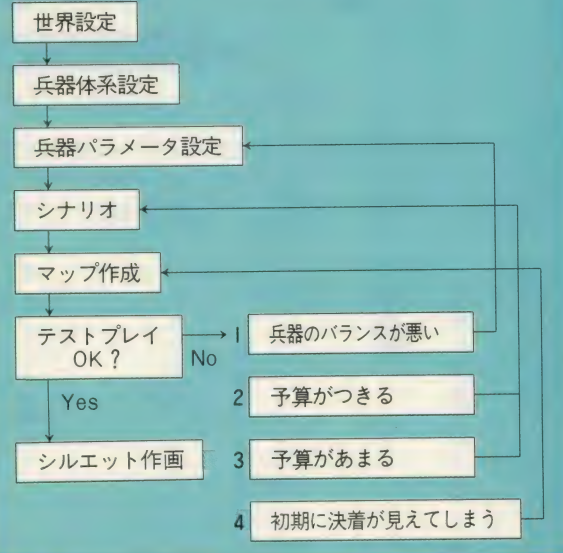 世界設定
兵器体系設定
兵器パラメータ設定
シナリオ
マップ作成
テストプレイ
OK？
No
Yes
シルエット作画
1 兵器のバランスが悪い
2 予算がつきる
3 予算があまる
4 初期に決着が見えてしまう